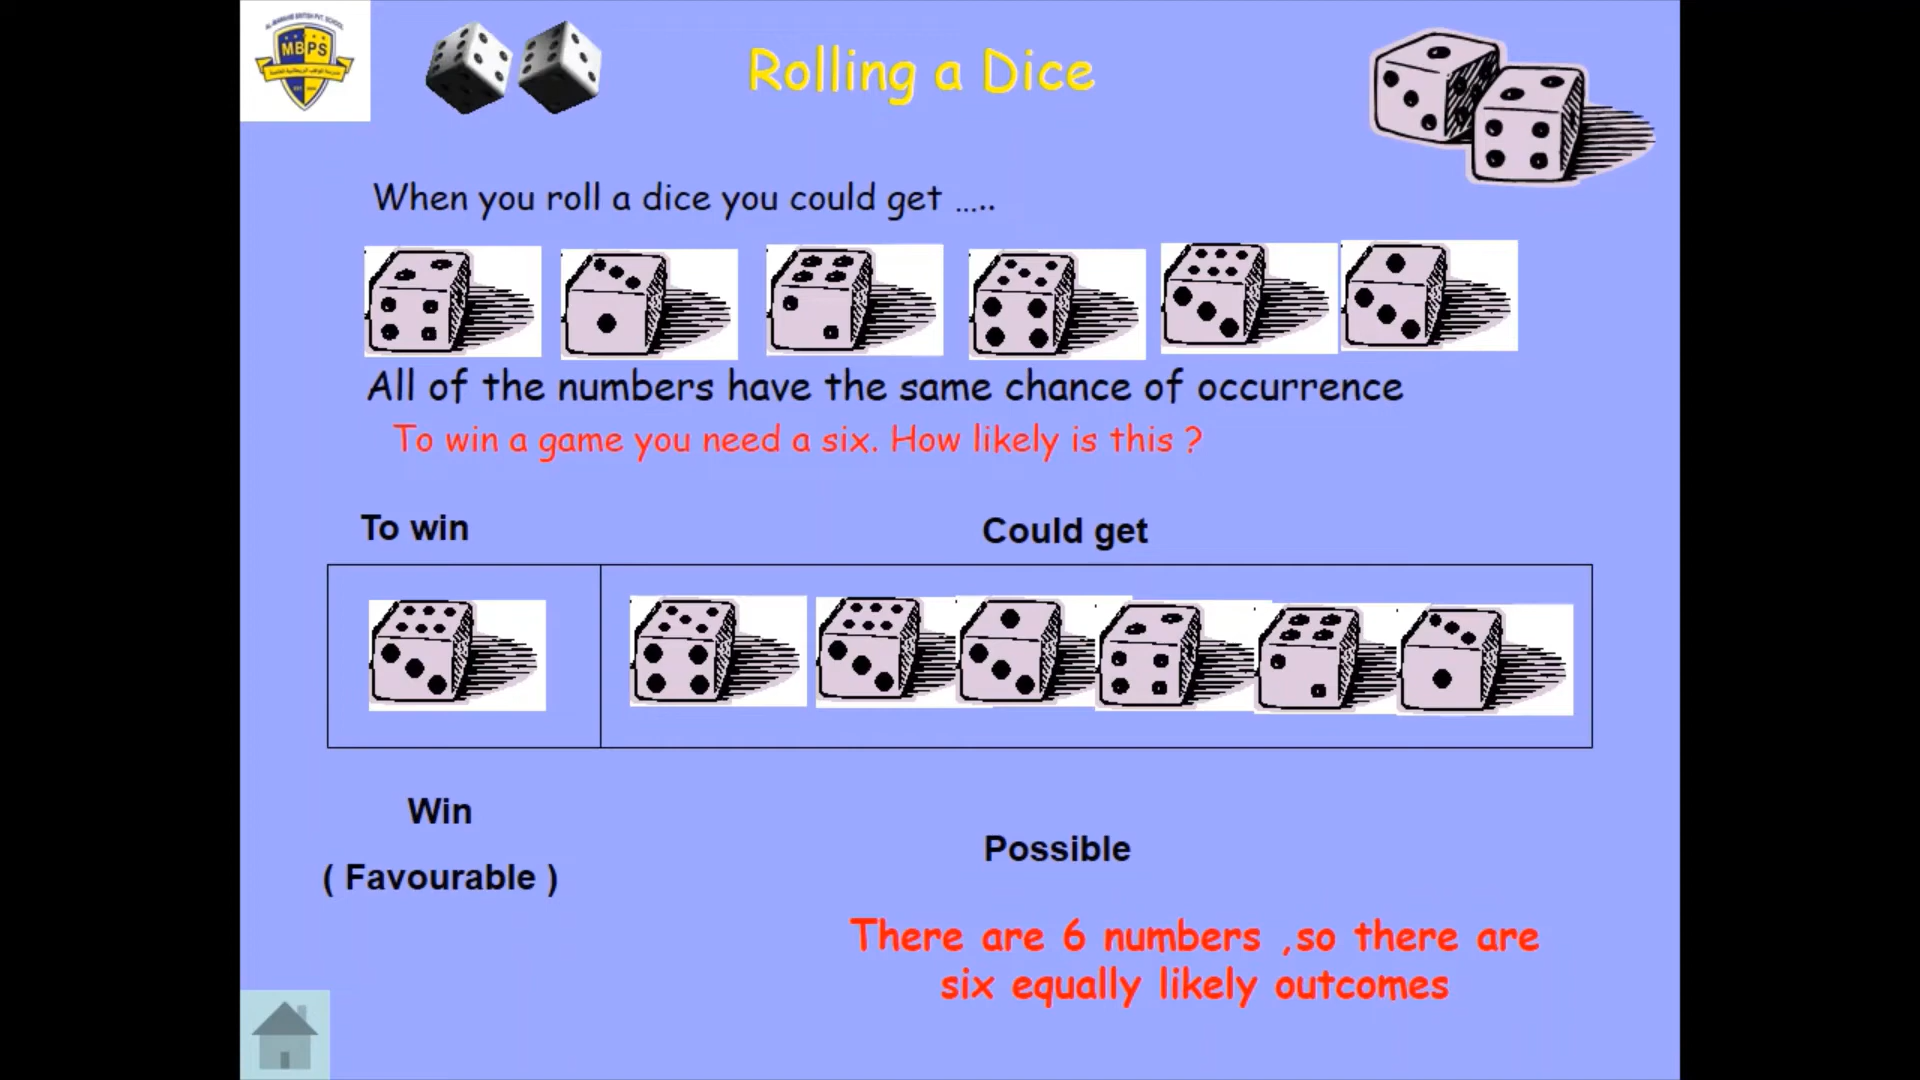 MBPS
Rolling a Dice
When you roll a dice you could get .....
All of the numbers have the same chance of occurrence
To win a game you need a six. How likely is this ?
To win
Could get
Win
Possible
( Favourable )
There are 6 numbers ,so there are
six equally likely outcomes